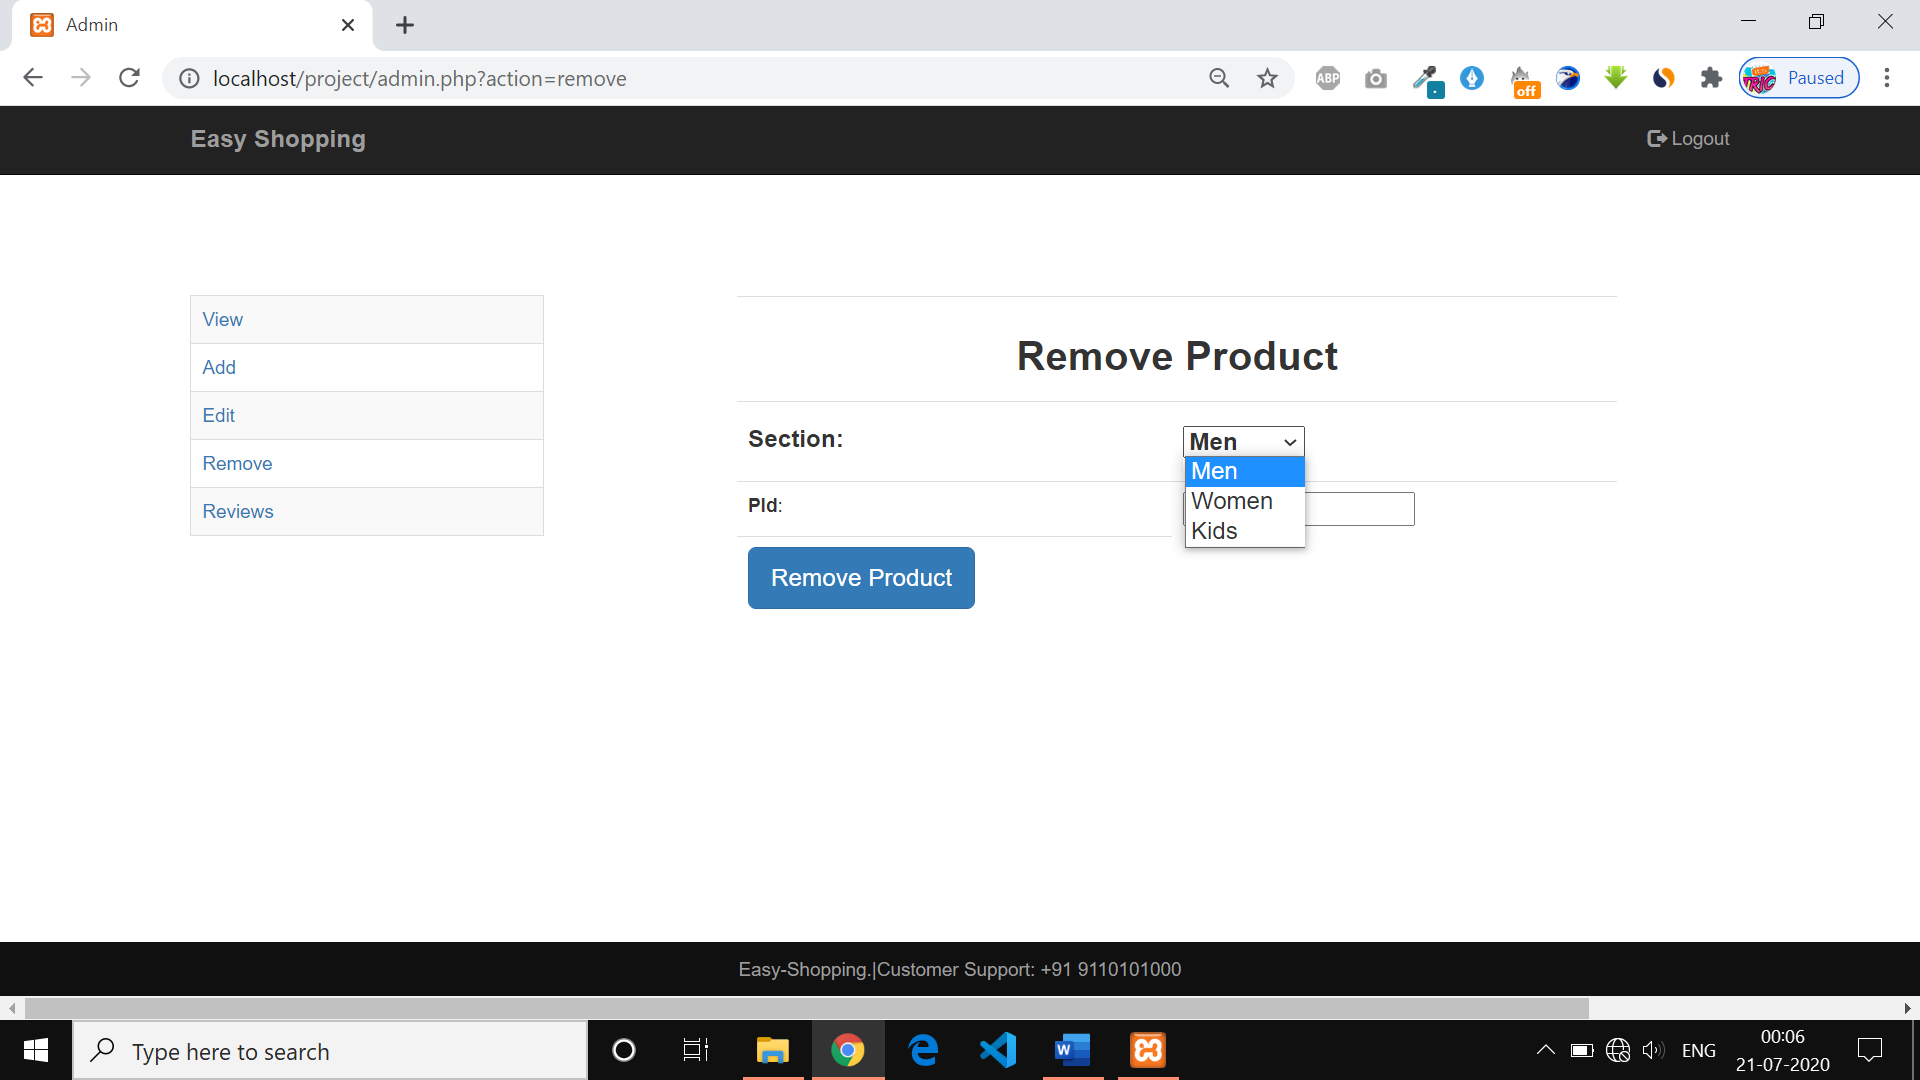 Admin
localhost/project/admin.php?action=remove
ABP
off
Paused
Easy Shopping
Logout
View
Add
Edit
Remove
Reviews
Remove Product
Section:
Men
Men
Women
Kids
PId:
Remove Product
Easy-Shopping.|Customer Support: +91 9110101000
Type here to search
W
ENG
00:06
21-07-2020